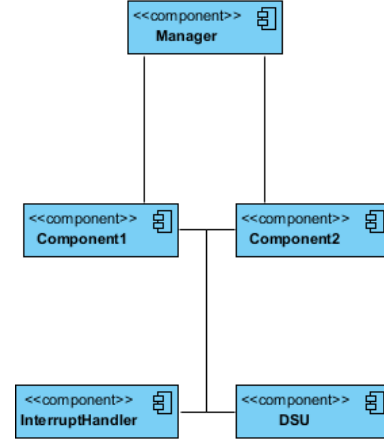 <<component>>
Manager
<<component>>
Component1
<<component>>
Component2
<<component>>
InterruptHandler
<<component>>
DSU